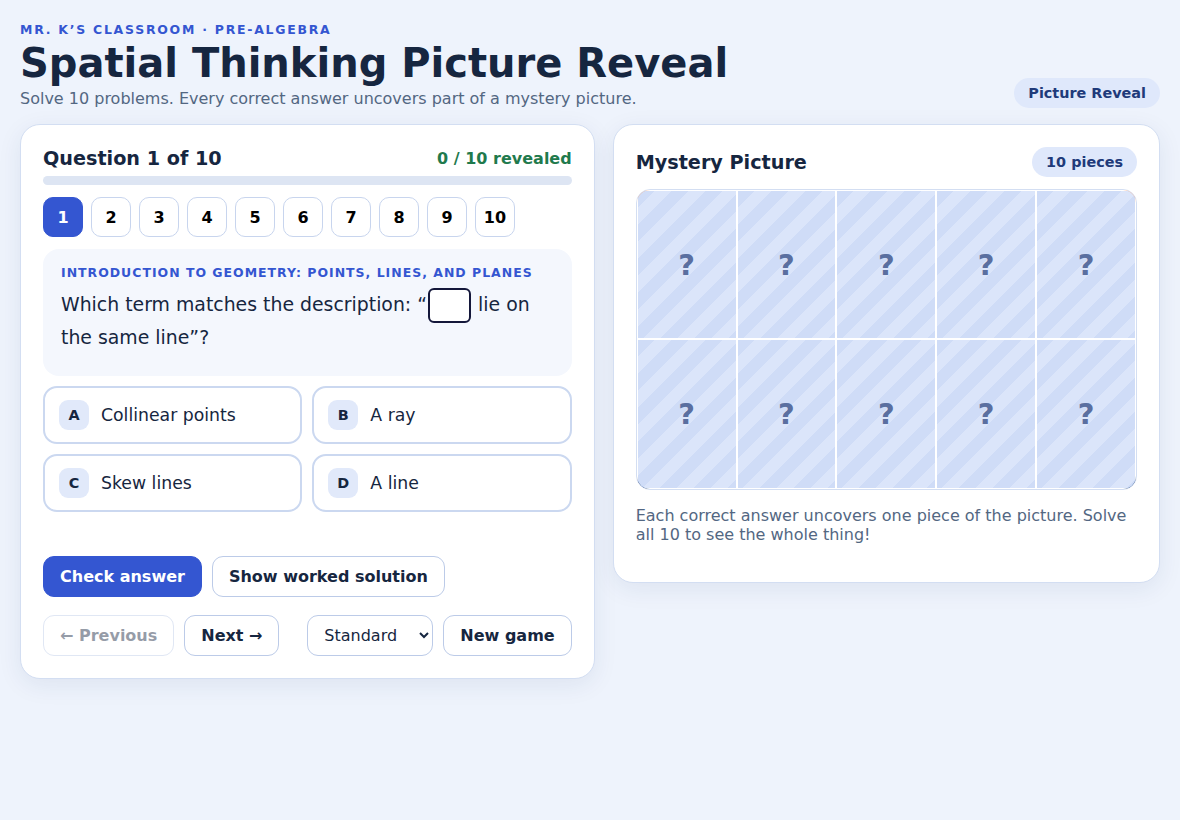 MR. K’S CLASSROOM · PRE-ALGEBRA
Spatial Thinking Picture Reveal
Solve 10 problems. Every correct answer uncovers part of a mystery picture.
Picture Reveal
Question 1 of 10
0 / 10 revealed
1 2 3 4 5 6 7 8 9 10
INTRODUCTION TO GEOMETRY: POINTS, LINES, AND PLANES
Which term matches the description: “ lie on
the same line”?
A Collinear points
B A ray
C Skew lines
D A line
Check answer
Show worked solution
← Previous
Next →
Standard
New game
Mystery Picture
10 pieces
? ? ? ? ?
? ? ? ? ?
Each correct answer uncovers one piece of the picture. Solve
all 10 to see the whole thing!